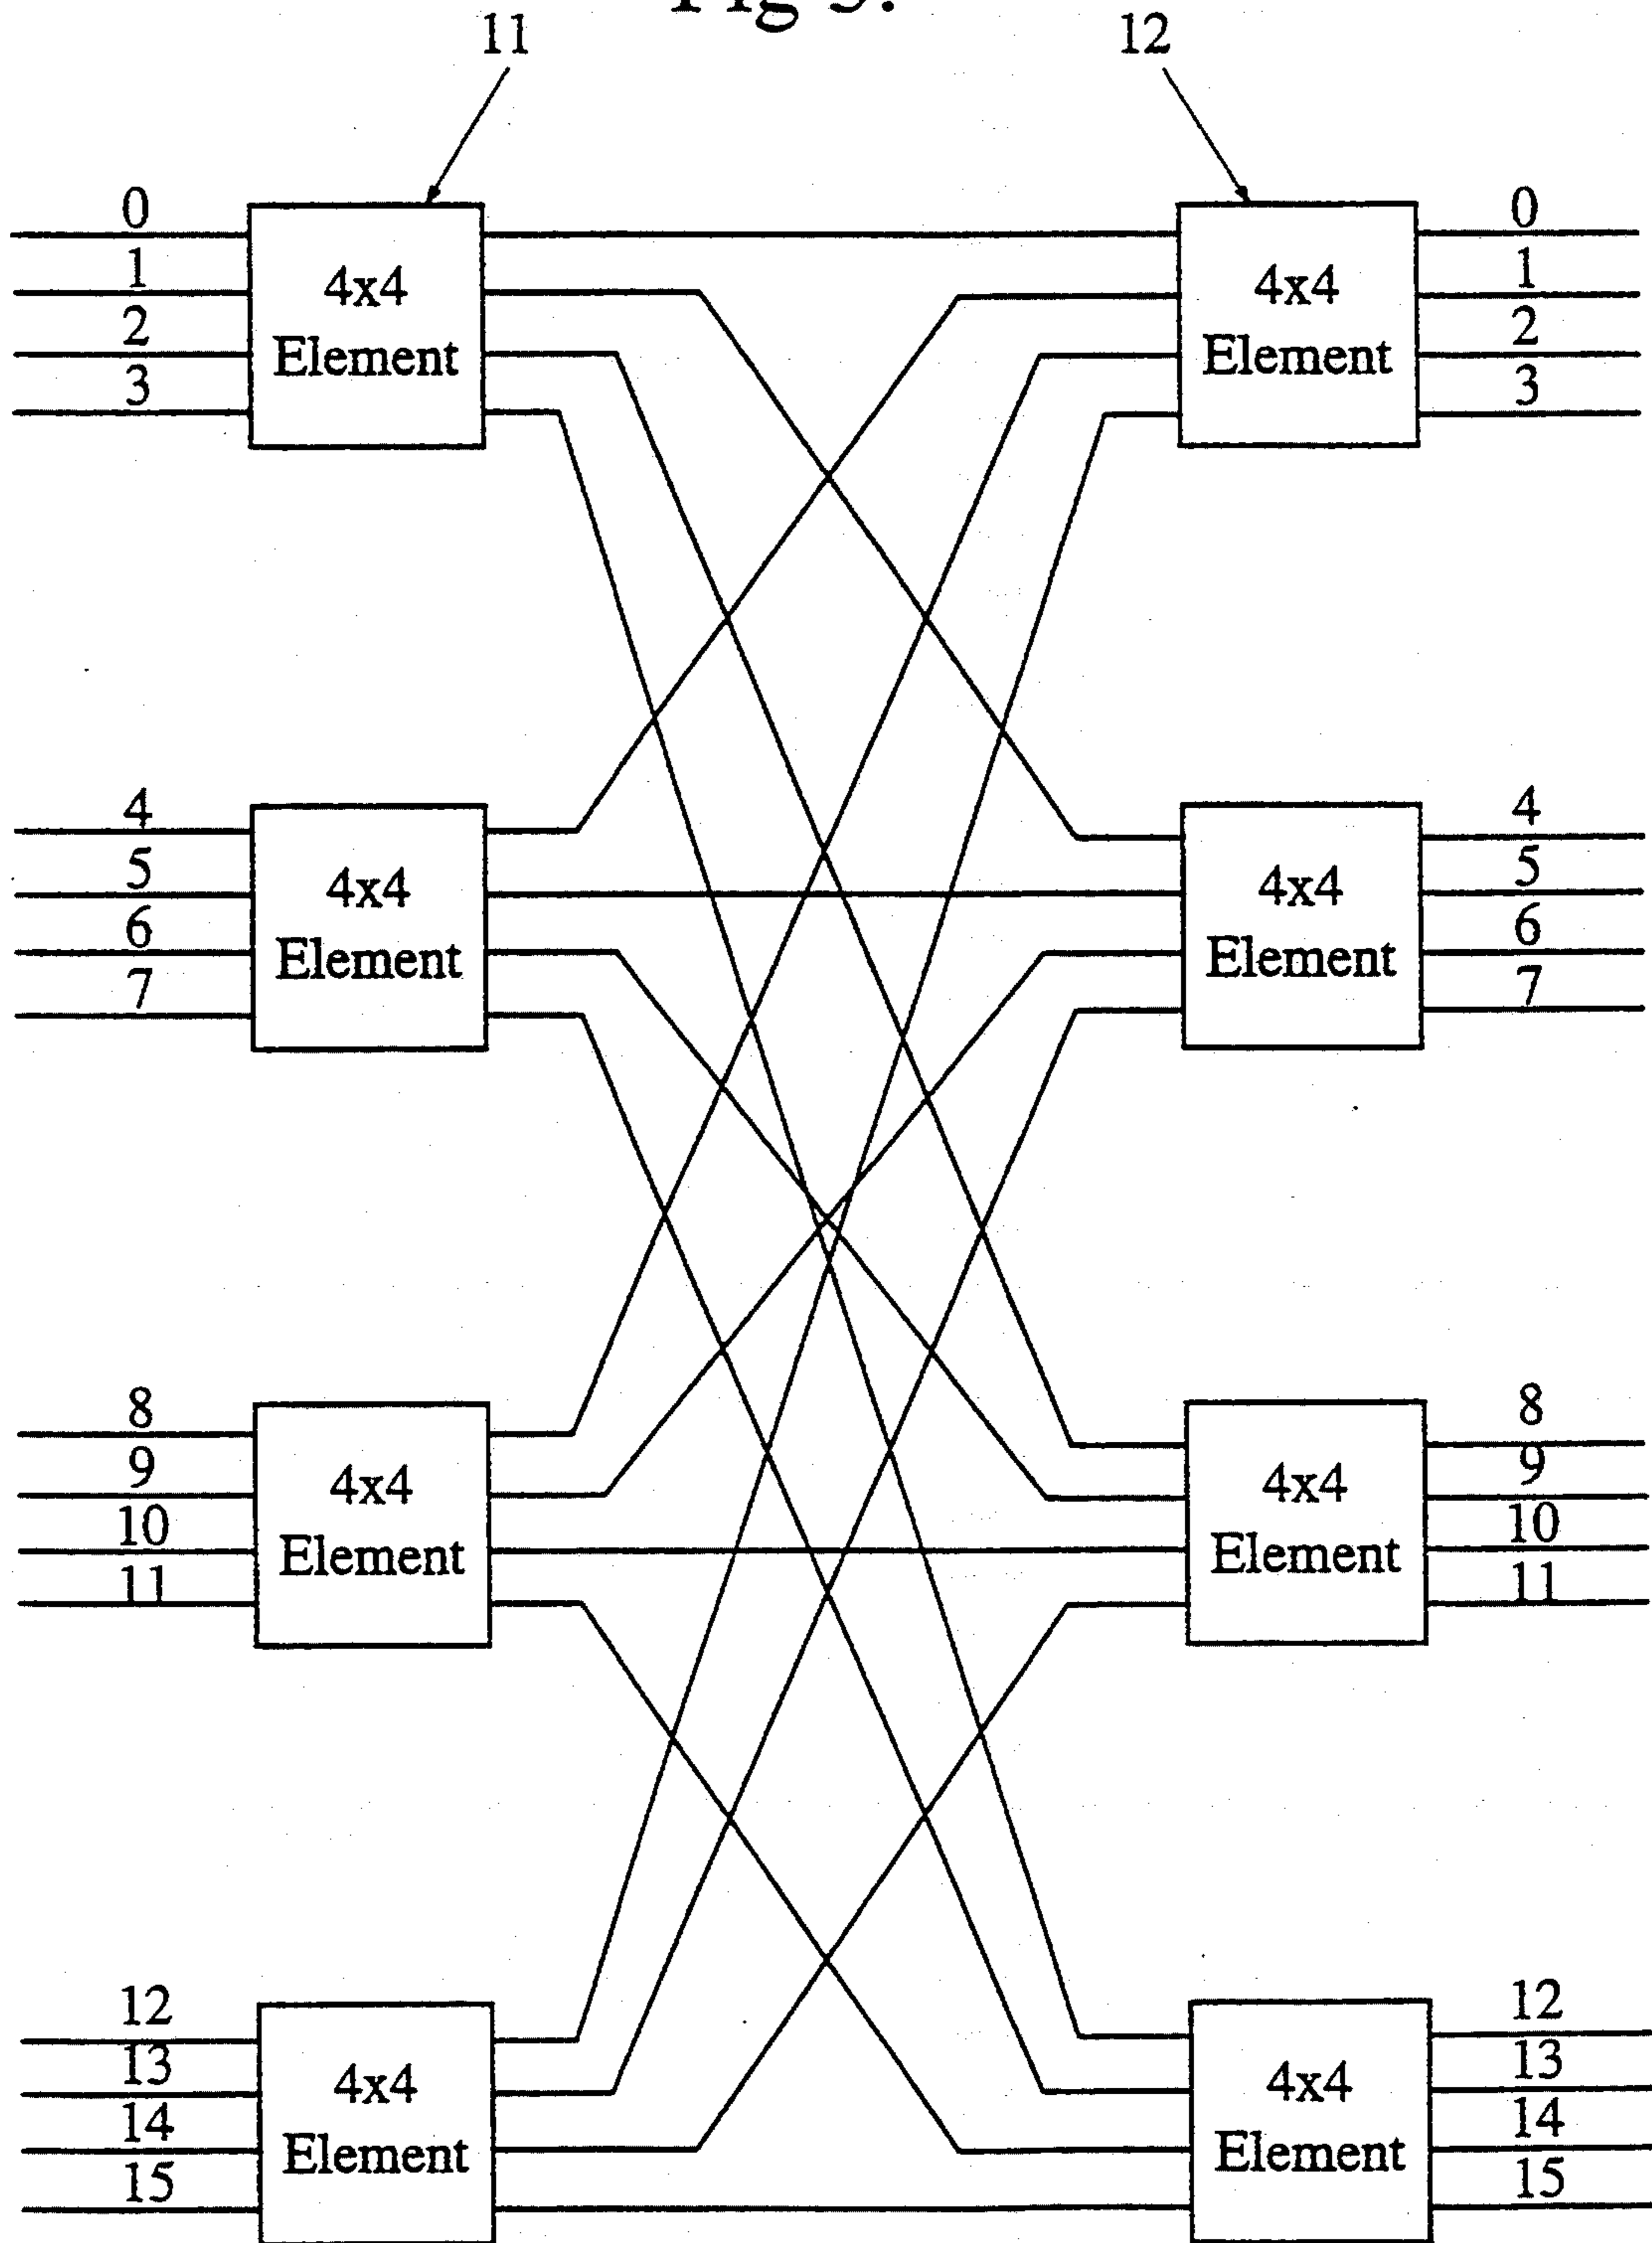 11 12
0 0
1 4x4 4x4 1
2 Element Element 2
3 3
4 4
5 4x4 4x4 5
6 Element Element 6
7 7
8 8
9 4x4 4x4 9
10 Element Element 10
11 11
12 12
13 4x4 4x4 13
14 Element Element 14
15 15